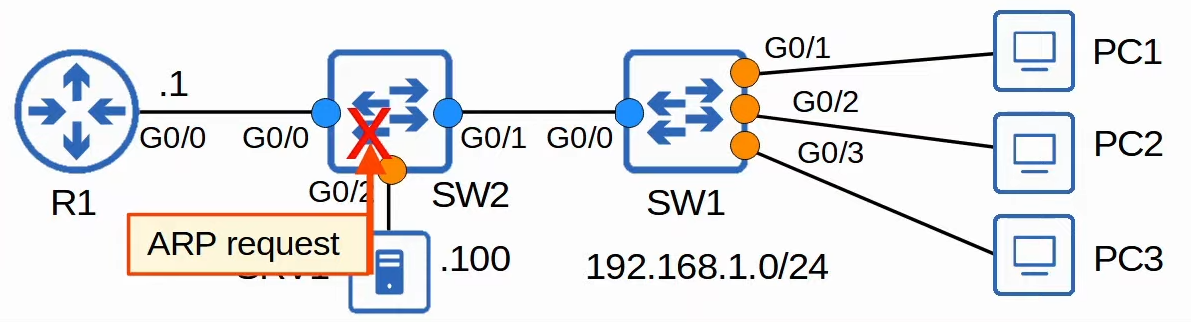 .1
G0/0
G0/0
G0/1
G0/0
G0/1
G0/2
G0/3
PC1
PC2
PC3
R1
SW2
SW1
G0/2
ARP request
.100
192.168.1.0/24